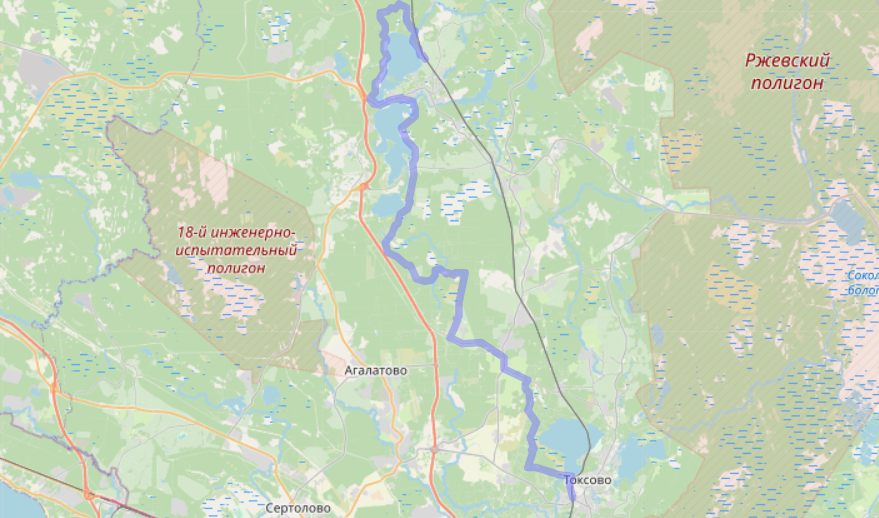 Ржевский
полигон
18-й инженерно-
испытательный
полигон
Агалатово
Токсово
Сертолово